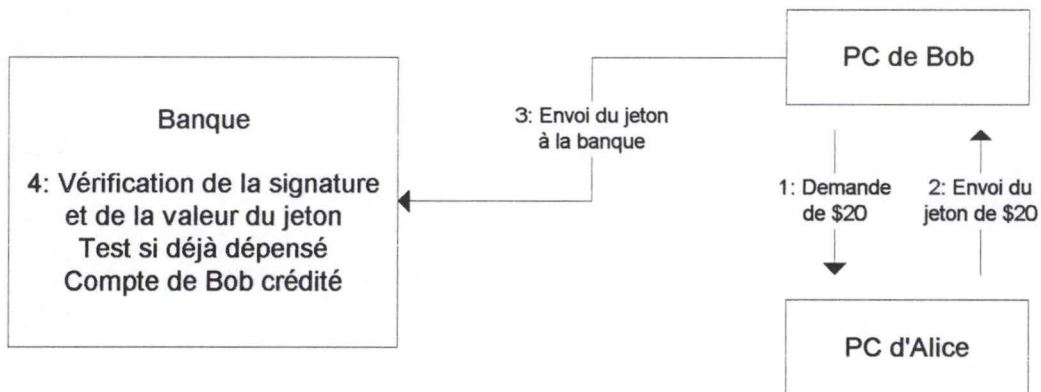 PC de Bob
Banque
3: Envoi du jeton
à la banque
4: Vérification de la signature
et de la valeur du jeton
Test si déjà dépensé
Compte de Bob crédité
1: Demande
de $20
2: Envoi du
jeton de $20
PC d'Alice